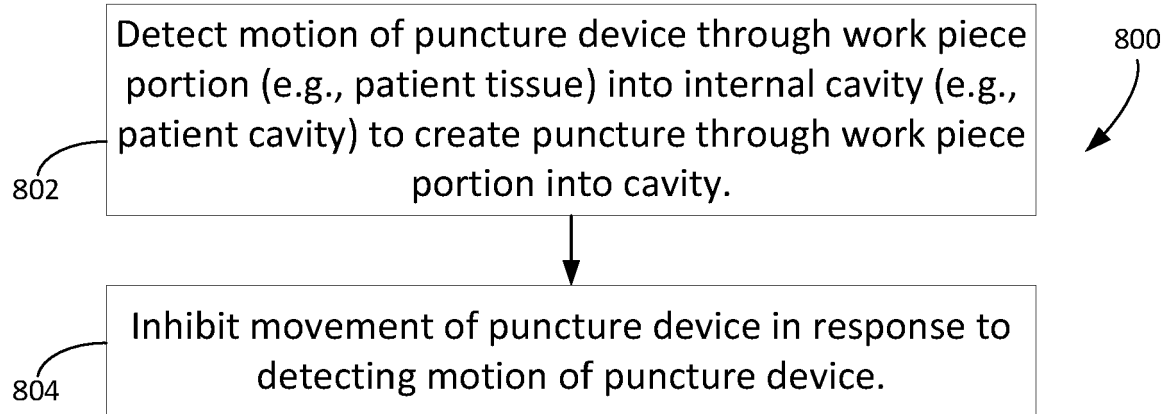 Detect motion of puncture device through work piece
portion (e.g., patient tissue) into internal cavity (e.g.,
patient cavity) to create puncture through work piece
portion into cavity.
800
802
Inhibit movement of puncture device in response to
detecting motion of puncture device.
804